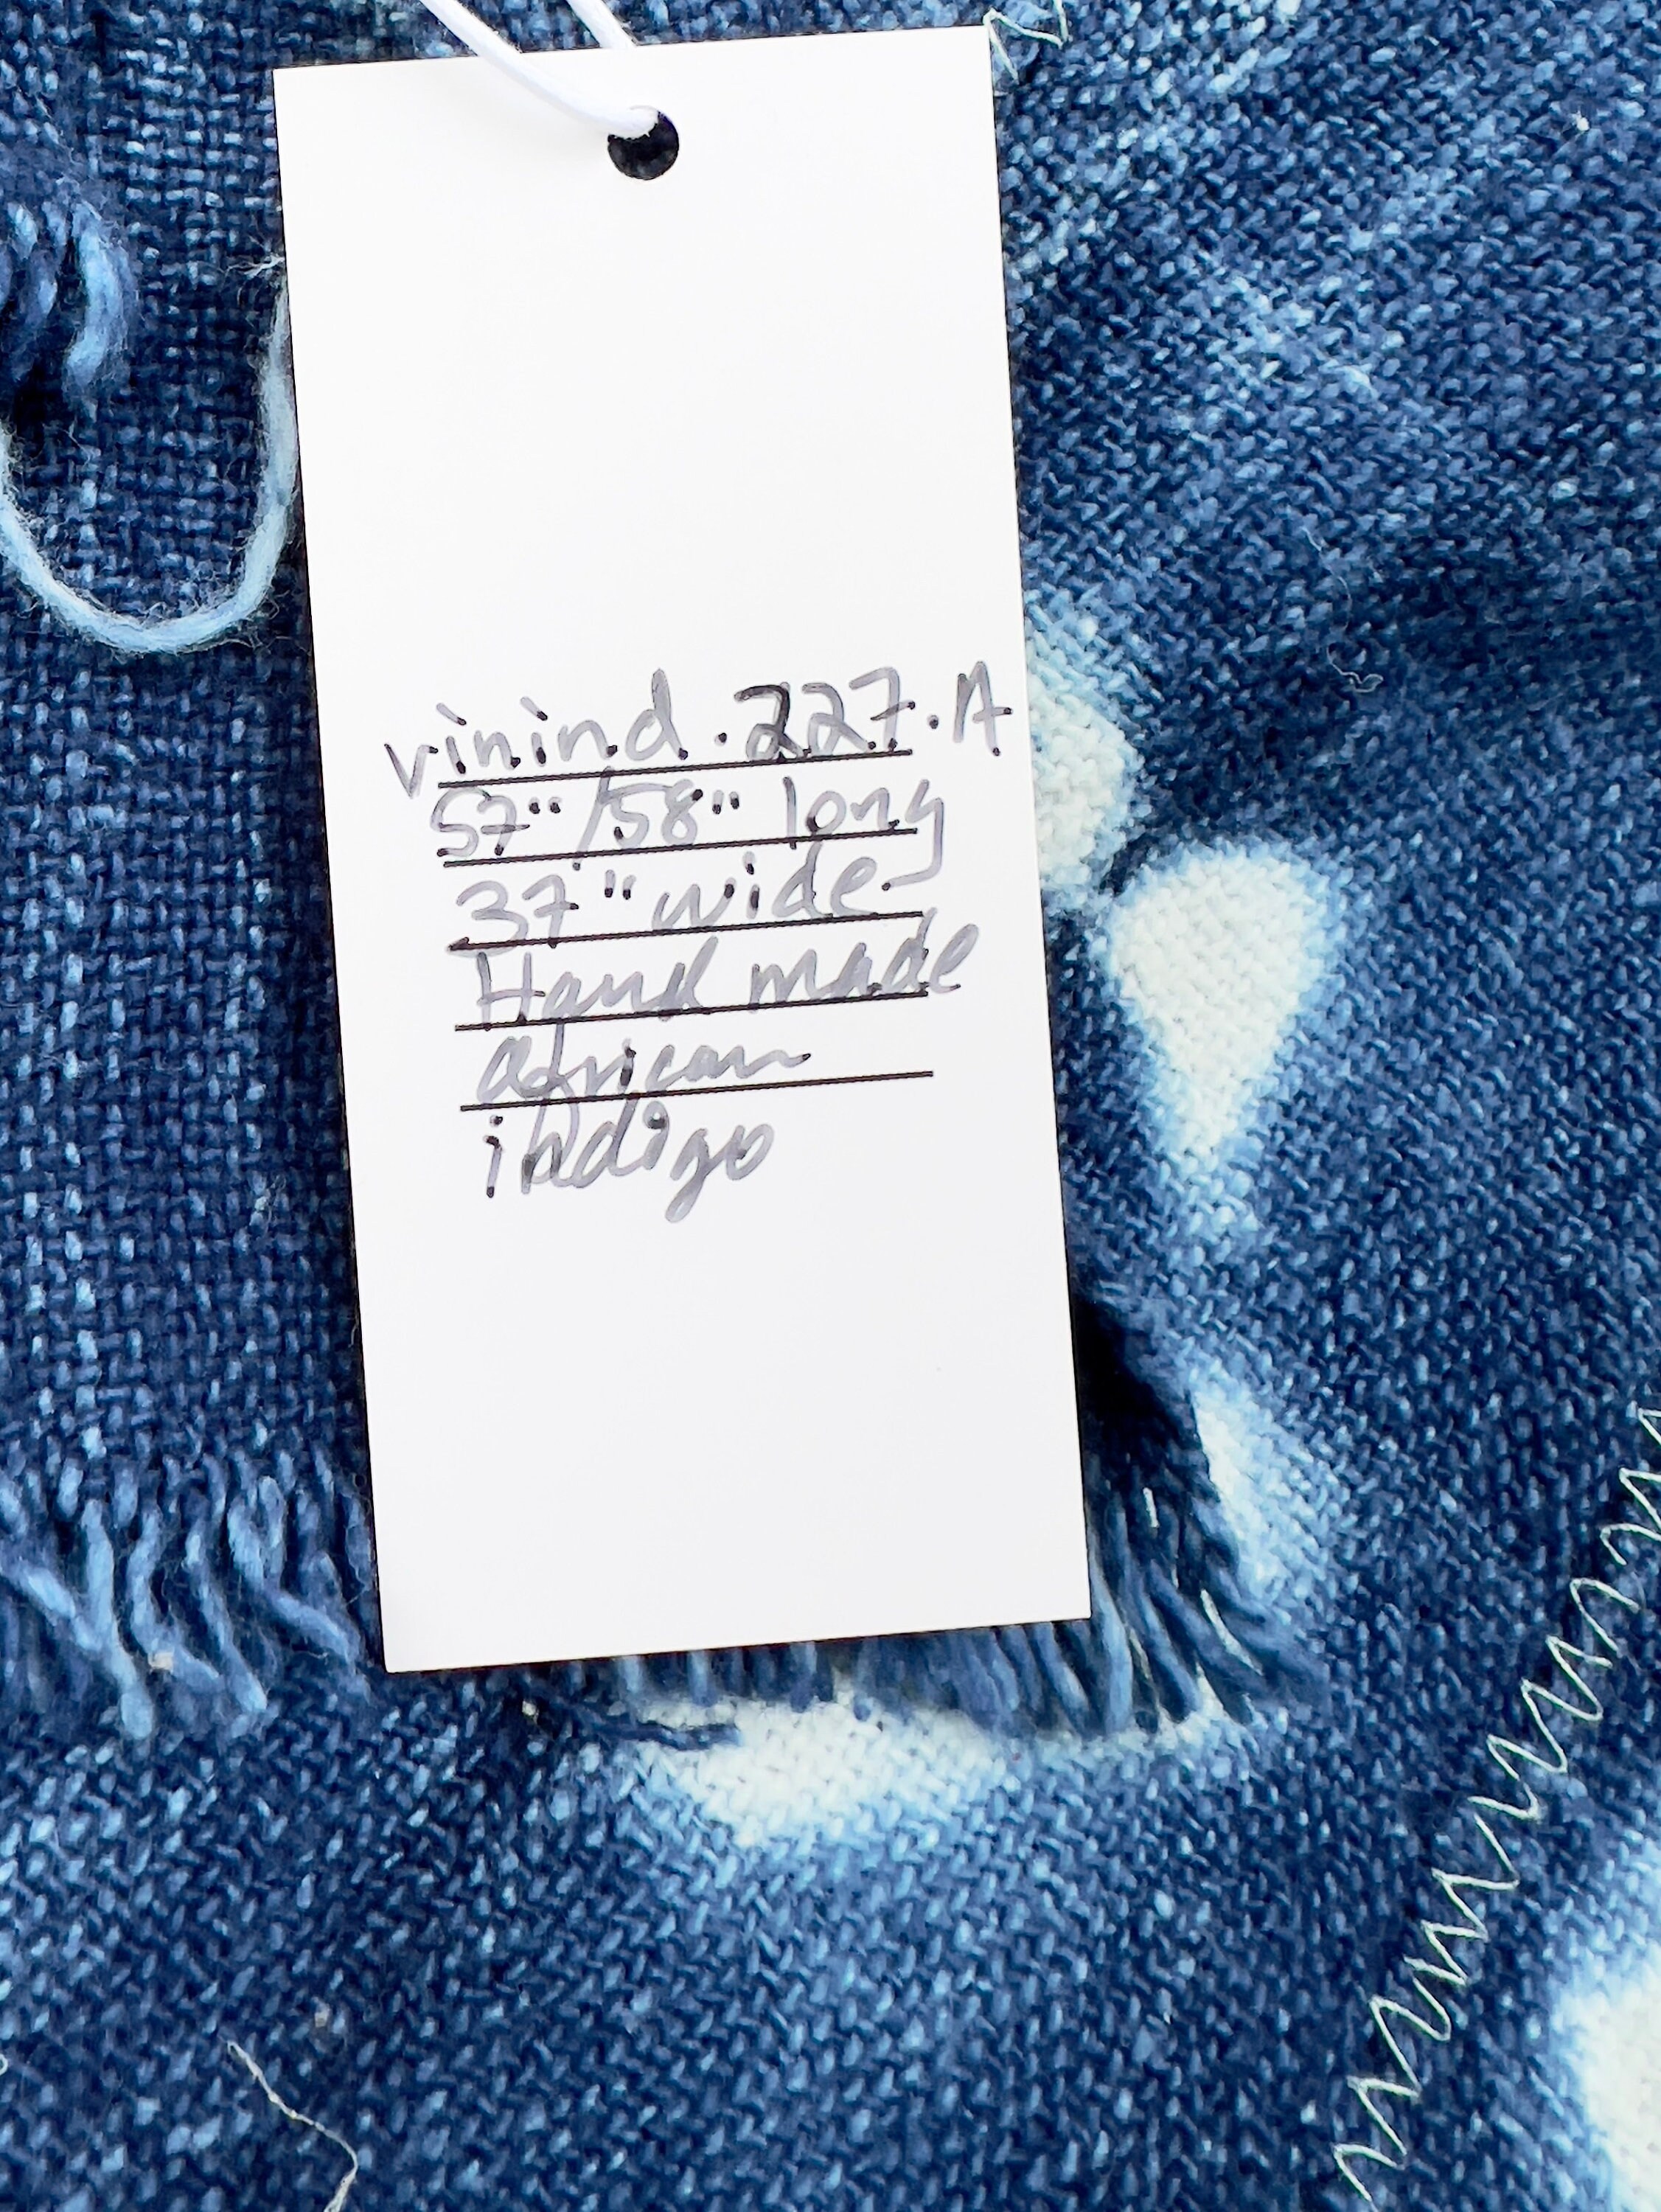 vinind.227.A
57"/58" long
37" wide
Hand made
african
indigo